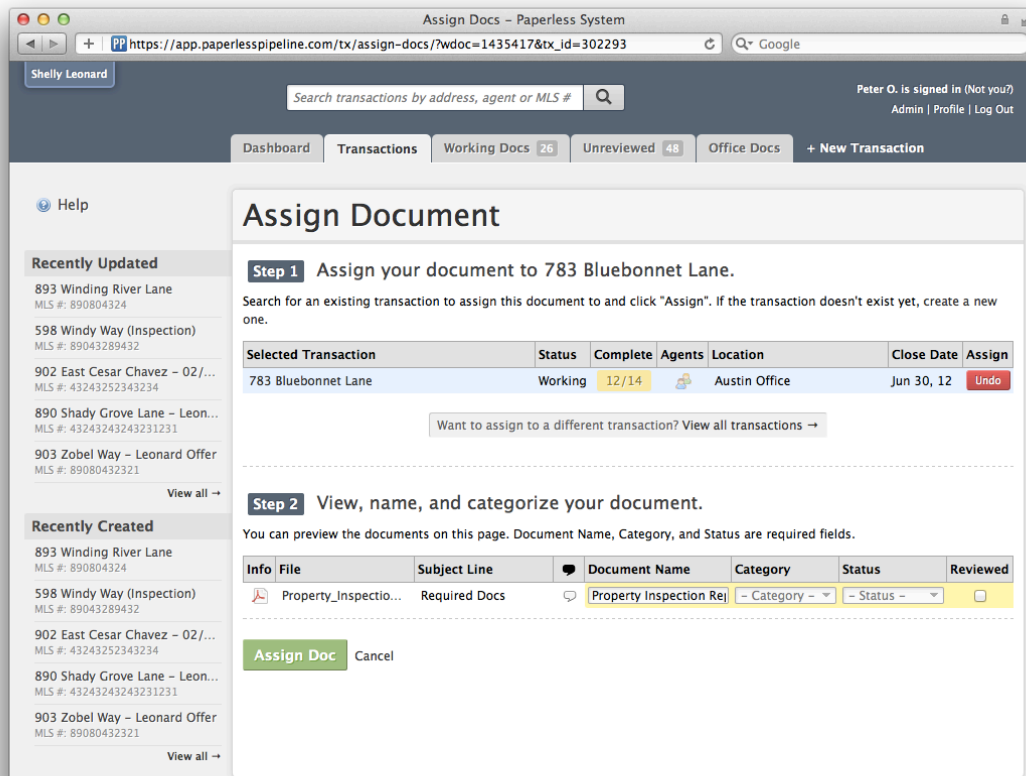 Assign Docs – Paperless System
https://app.paperlesspipeline.com/tx/assign-docs/?wdoc=1435417&tx_id=302293
Google
Shelly Leonard
Search transactions by address, agent or MLS #
Peter O. is signed in (Not you?)
Admin | Profile | Log Out
Dashboard Transactions Working Docs 26 Unreviewed 48 Office Docs + New Transaction
Help
Recently Updated
893 Winding River Lane
MLS #: 890804324
598 Windy Way (Inspection)
MLS #: 89043289432
902 East Cesar Chavez – 02/...
MLS #: 43243252343234
890 Shady Grove Lane – Leon...
MLS #: 43243243243231231
903 Zobel Way – Leonard Offer
MLS #: 89080432321
View all →
Recently Created
893 Winding River Lane
MLS #: 890804324
598 Windy Way (Inspection)
MLS #: 89043289432
902 East Cesar Chavez – 02/...
MLS #: 43243252343234
890 Shady Grove Lane – Leon...
MLS #: 43243243243231231
903 Zobel Way – Leonard Offer
MLS #: 89080432321
View all →
Assign Document
Step 1 Assign your document to 783 Bluebonnet Lane.
Search for an existing transaction to assign this document to and click "Assign". If the transaction doesn't exist yet, create a new
one.
Selected Transaction Status Complete Agents Location Close Date Assign
783 Bluebonnet Lane Working 12/14 Austin Office Jun 30, 12 Undo
Want to assign to a different transaction? View all transactions →
Step 2 View, name, and categorize your document.
You can preview the documents on this page. Document Name, Category, and Status are required fields.
Info File Subject Line Document Name Category Status Reviewed
Property_Inspectio... Required Docs Property Inspection Rep – Category – – Status –
Assign Doc Cancel